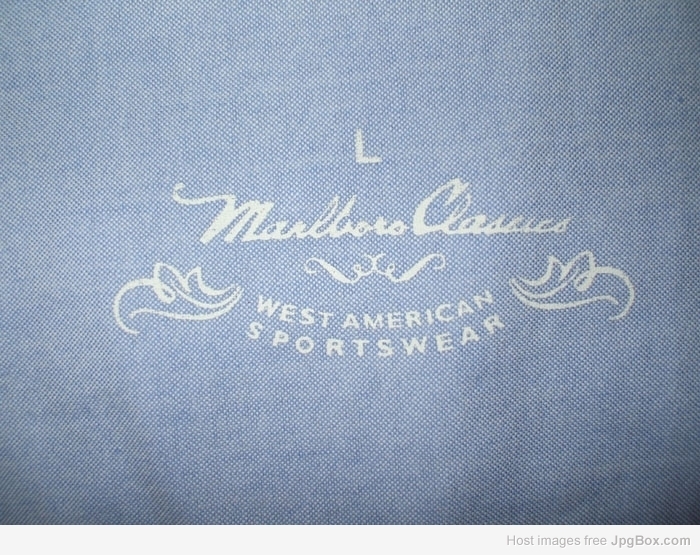 L
Marlboro Classics
WEST AMERICAN
SPORTSWEAR
Host images free JpgBox.com